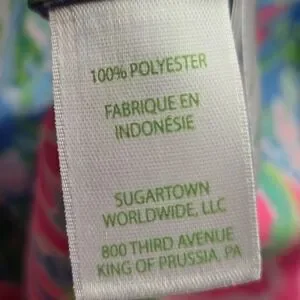 100% POLYESTER
FABRIQUE EN
INDONÉSIE
SUGARTOWN
WORLDWIDE, LLC
800 THIRD AVENUE
KING OF PRUSSIA, PA